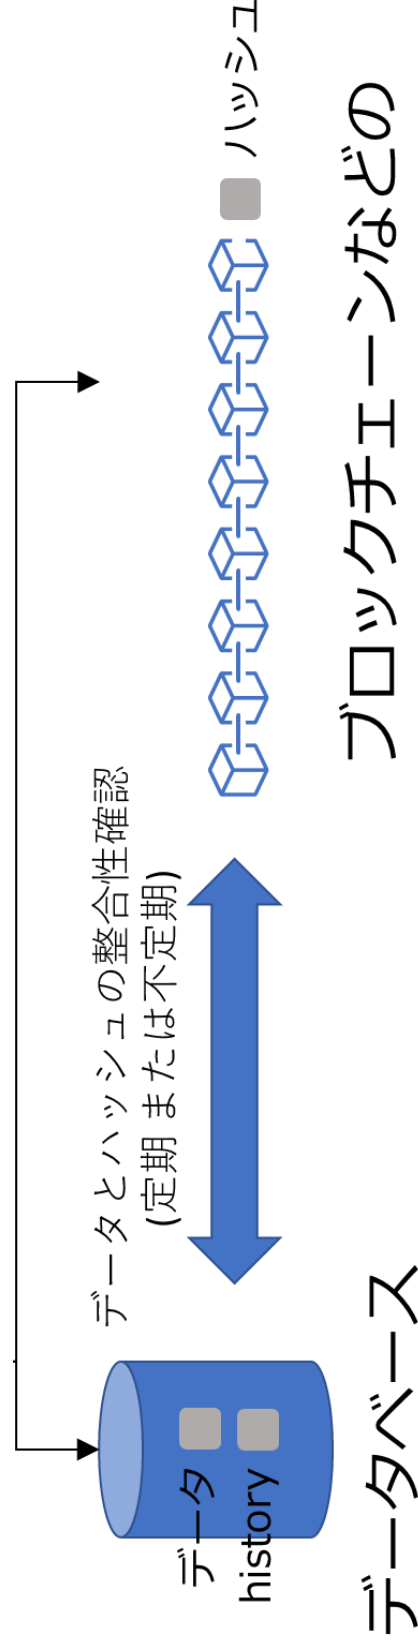 データとハッシュの整合性確認
(定期 または不定期)
データ
history
ハッシュ
データベース
ブロックチェーンなどの